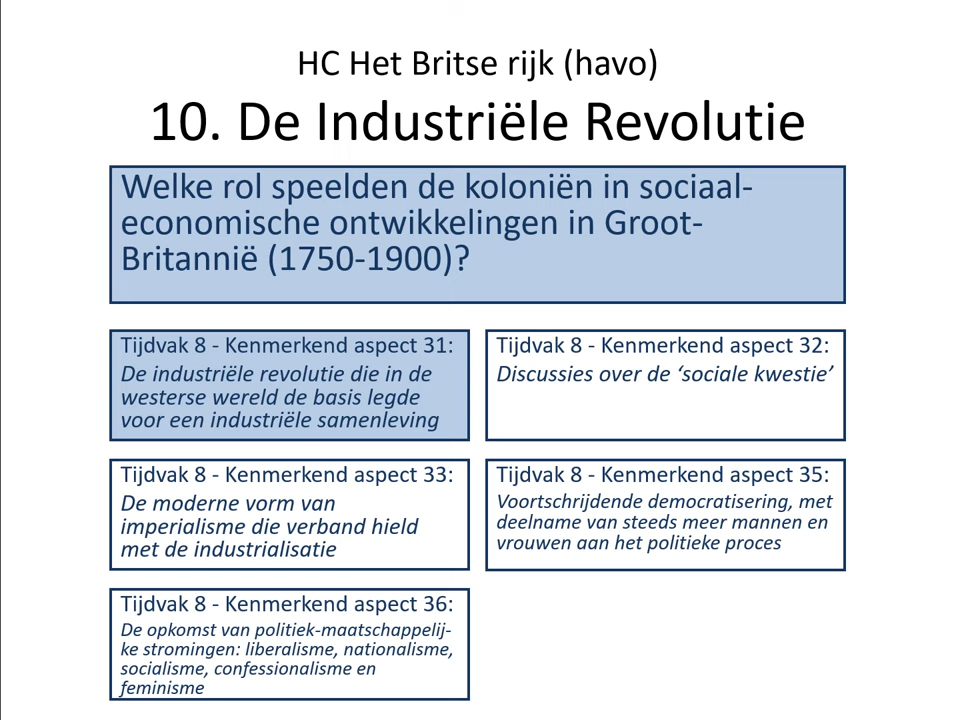 HC Het Britse rijk (havo)
10. De Industriële Revolutie
Welke rol speelden de koloniën in sociaal-
economische ontwikkelingen in Groot-
Britannië (1750-1900)?
Tijdvak 8 - Kenmerkend aspect 31:
De industriële revolutie die in de
westerse wereld de basis legde
voor een industriële samenleving
Tijdvak 8 - Kenmerkend aspect 32:
Discussies over de ‘sociale kwestie’
Tijdvak 8 - Kenmerkend aspect 33:
De moderne vorm van
imperialisme die verband hield
met de industrialisatie
Tijdvak 8 - Kenmerkend aspect 35:
Voortschrijdende democratisering, met
deelname van steeds meer mannen en
vrouwen aan het politieke proces
Tijdvak 8 - Kenmerkend aspect 36:
De opkomst van politiek-maatschappelij-
ke stromingen: liberalisme, nationalisme,
socialisme, confessionalisme en
feminisme